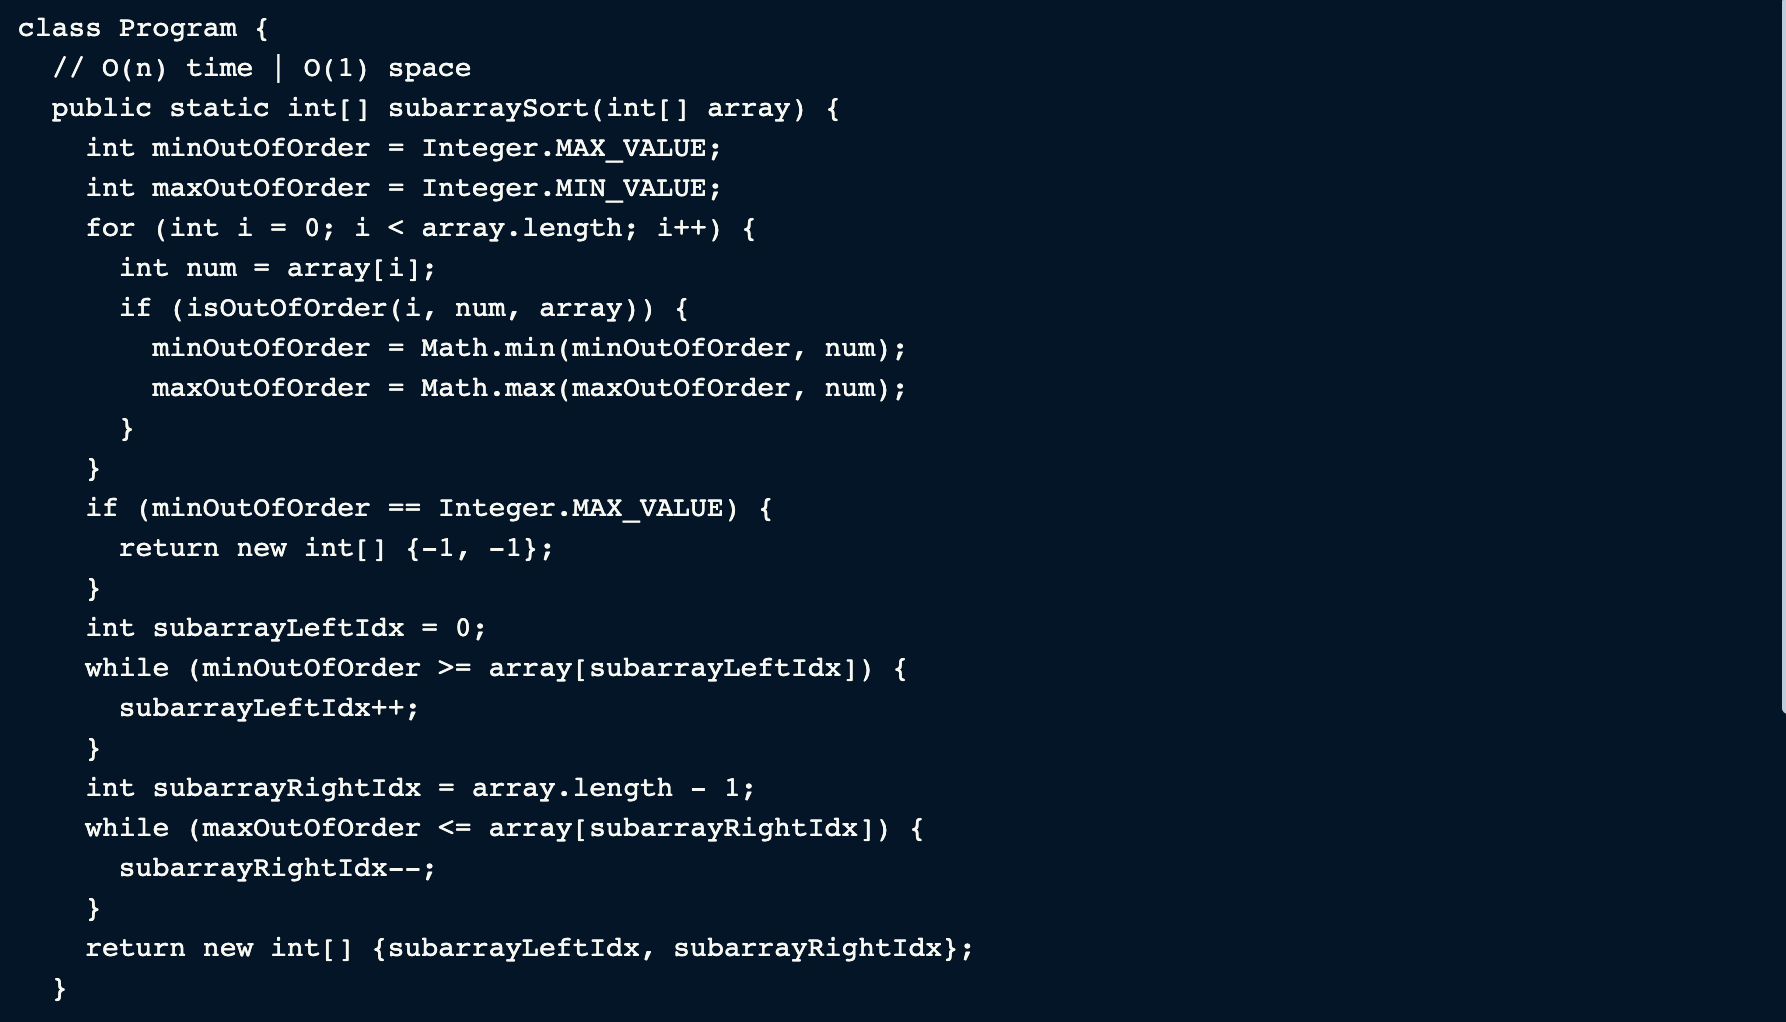 class Program {
  // O(n) time | O(1) space
  public static int[] subarraySort(int[] array) {
    int minOutOfOrder = Integer.MAX_VALUE;
    int maxOutOfOrder = Integer.MIN_VALUE;
    for (int i = 0; i < array.length; i++) {
      int num = array[i];
      if (isOutOfOrder(i, num, array)) {
        minOutOfOrder = Math.min(minOutOfOrder, num);
        maxOutOfOrder = Math.max(maxOutOfOrder, num);
      }
    }
    if (minOutOfOrder == Integer.MAX_VALUE) {
      return new int[] {-1, -1};
    }
    int subarrayLeftIdx = 0;
    while (minOutOfOrder >= array[subarrayLeftIdx]) {
      subarrayLeftIdx++;
    }
    int subarrayRightIdx = array.length - 1;
    while (maxOutOfOrder <= array[subarrayRightIdx]) {
      subarrayRightIdx--;
    }
    return new int[] {subarrayLeftIdx, subarrayRightIdx};
  }